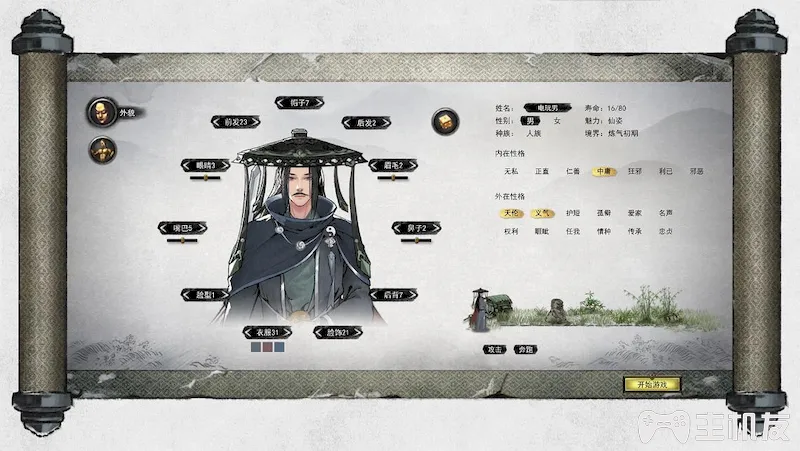 外貌
帽子7
前发23
后发2
眼睛3
眉毛2
嘴巴5
鼻子2
脸型1
后背7
衣服31
脸饰21
姓名： 电玩男 寿命：16/80
性别： 男 女 魅力：仙姿
种族： 人族 境界：炼气初期
内在性格
无私 正直 仁善 中庸 狂邪 利己 邪恶
外在性格
天伦 义气 护短 孤僻 爱家 名声
权利 睚眦 任我 情种 传承 忠贞
攻击 奔跑
开始游戏
主机友